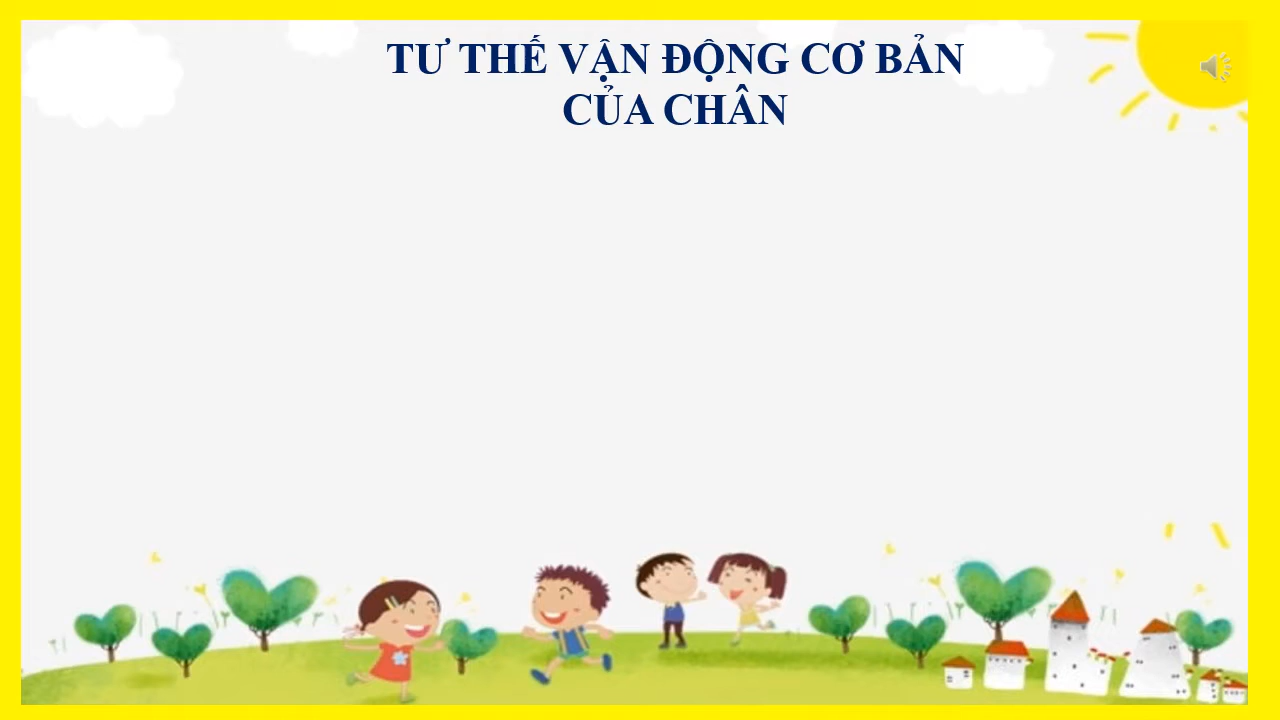 TƯ THẾ VẬN ĐỘNG CƠ BẢN
CỦA CHÂN